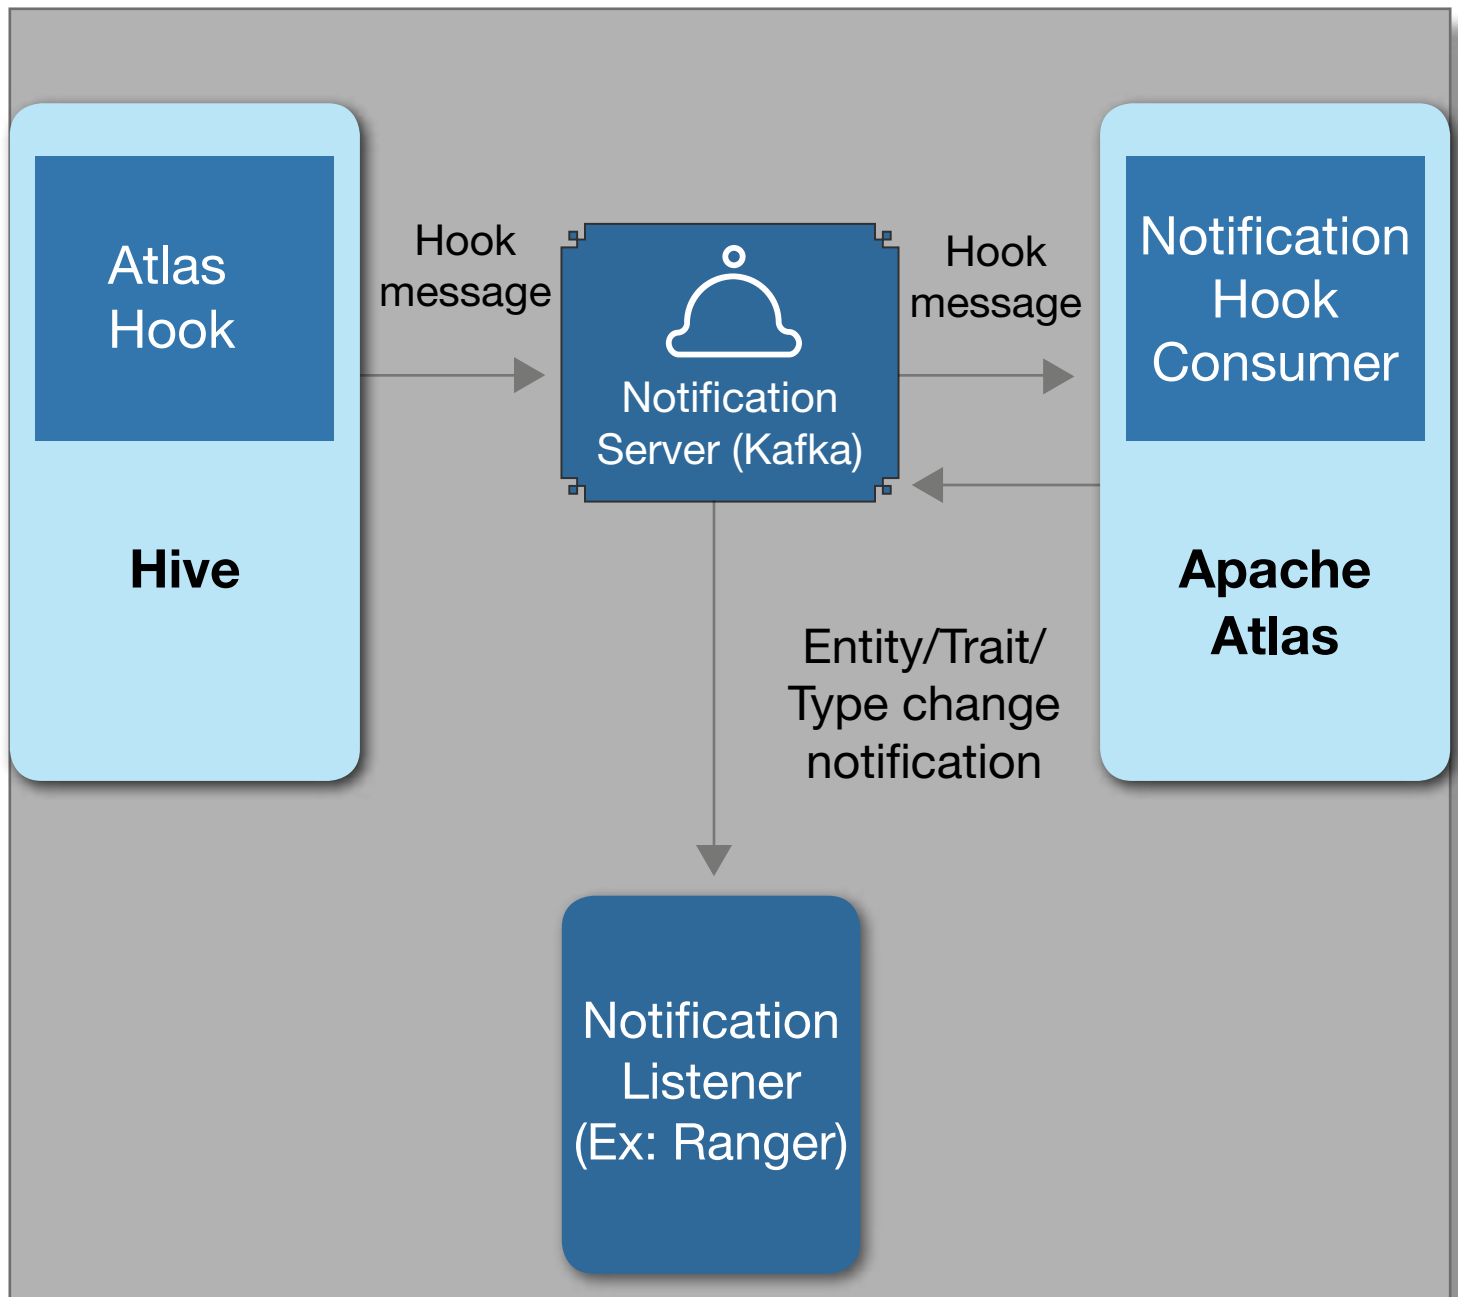 Atlas
Hook
Hive
Hook
message
Notification
Server (Kafka)
Hook
message
Notification
Hook
Consumer
Apache
Atlas
Entity/Trait/
Type change
notification
Notification
Listener
(Ex: Ranger)